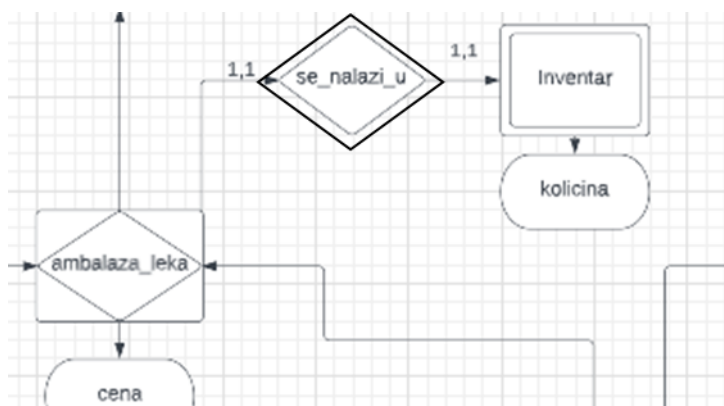 1,1
se_nalazi_u
1,1
Inventar
kolicina
ambalaza_leka
cena